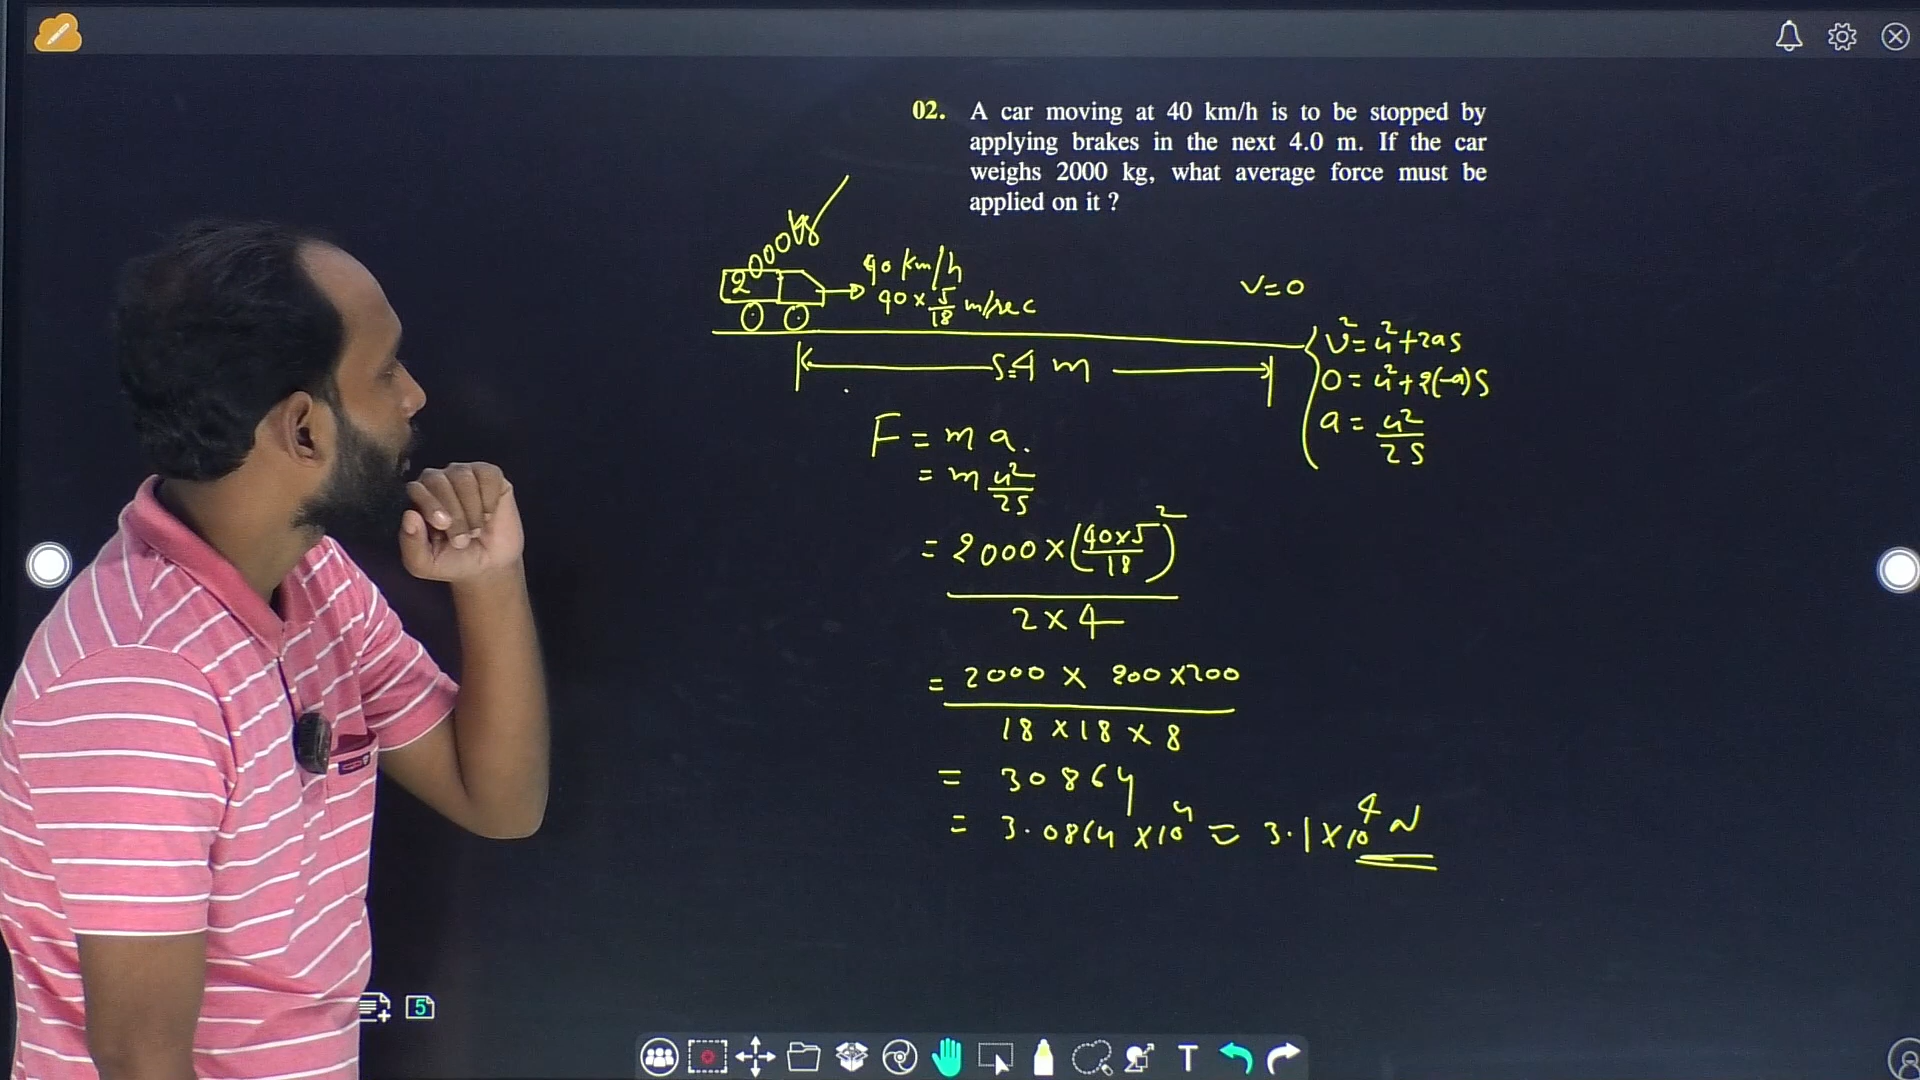 02. A car moving at 40 km/h is to be stopped by
applying brakes in the next 4.0 m. If the car
weighs 2000 kg, what average force must be
applied on it ?
2000kg
40 km/h
40 × 5/18 m/sec
V=0
S=4 m
V² = u² + 2as
0 = u² + 2(-a)S
a = u²/2S
F = m a.
= m u²/2S
= 2000 × (40×5/18)²
2 × 4
= 2000 × 200×200
18 × 18 × 8
= 30864
= 3.0864 ×10⁴ = 3.1 × 10⁴ N
5
T